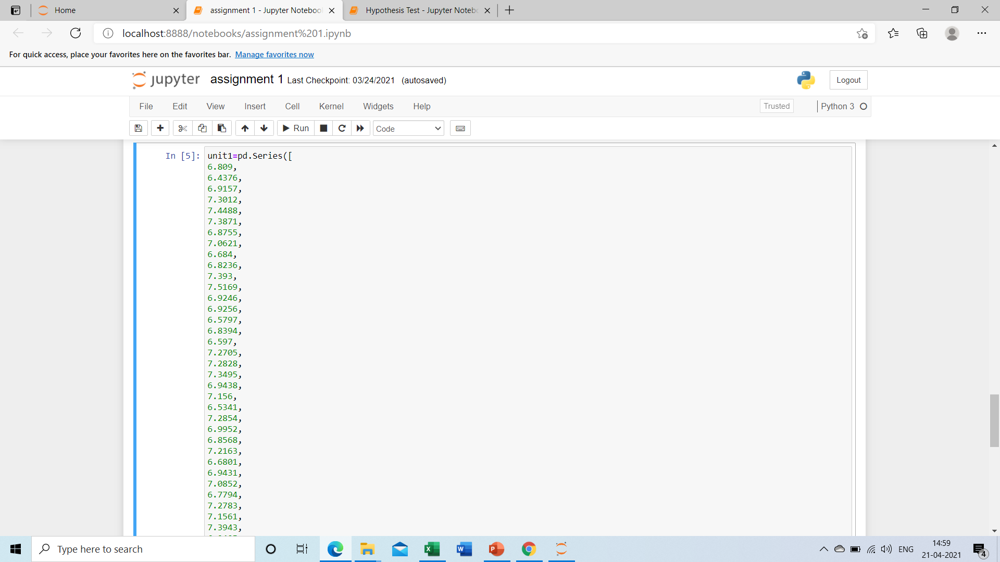 Home
assignment 1 - Jupyter Notebook
Hypothesis Test - Jupyter Noteb
localhost:8888/notebooks/assignment%201.ipynb
For quick access, place your favorites here on the favorites bar. Manage favorites now
jupyter assignment 1 Last Checkpoint: 03/24/2021 (autosaved)
Logout
File Edit View Insert Cell Kernel Widgets Help
Trusted
Python 3
Run
Code
In [5]: unit1=pd.Series([
6.809,
6.4376,
6.9157,
7.3012,
7.4488,
7.3871,
6.8755,
7.0621,
6.684,
6.8236,
7.393,
7.5169,
6.9246,
6.9256,
6.5797,
6.8394,
6.597,
7.2705,
7.2828,
7.3495,
6.9438,
7.156,
6.5341,
7.2854,
6.9952,
6.8568,
7.2163,
6.6801,
6.9431,
7.0852,
6.7794,
7.2783,
7.1561,
7.3943,
Type here to search
ENG
14:59
21-04-2021
4